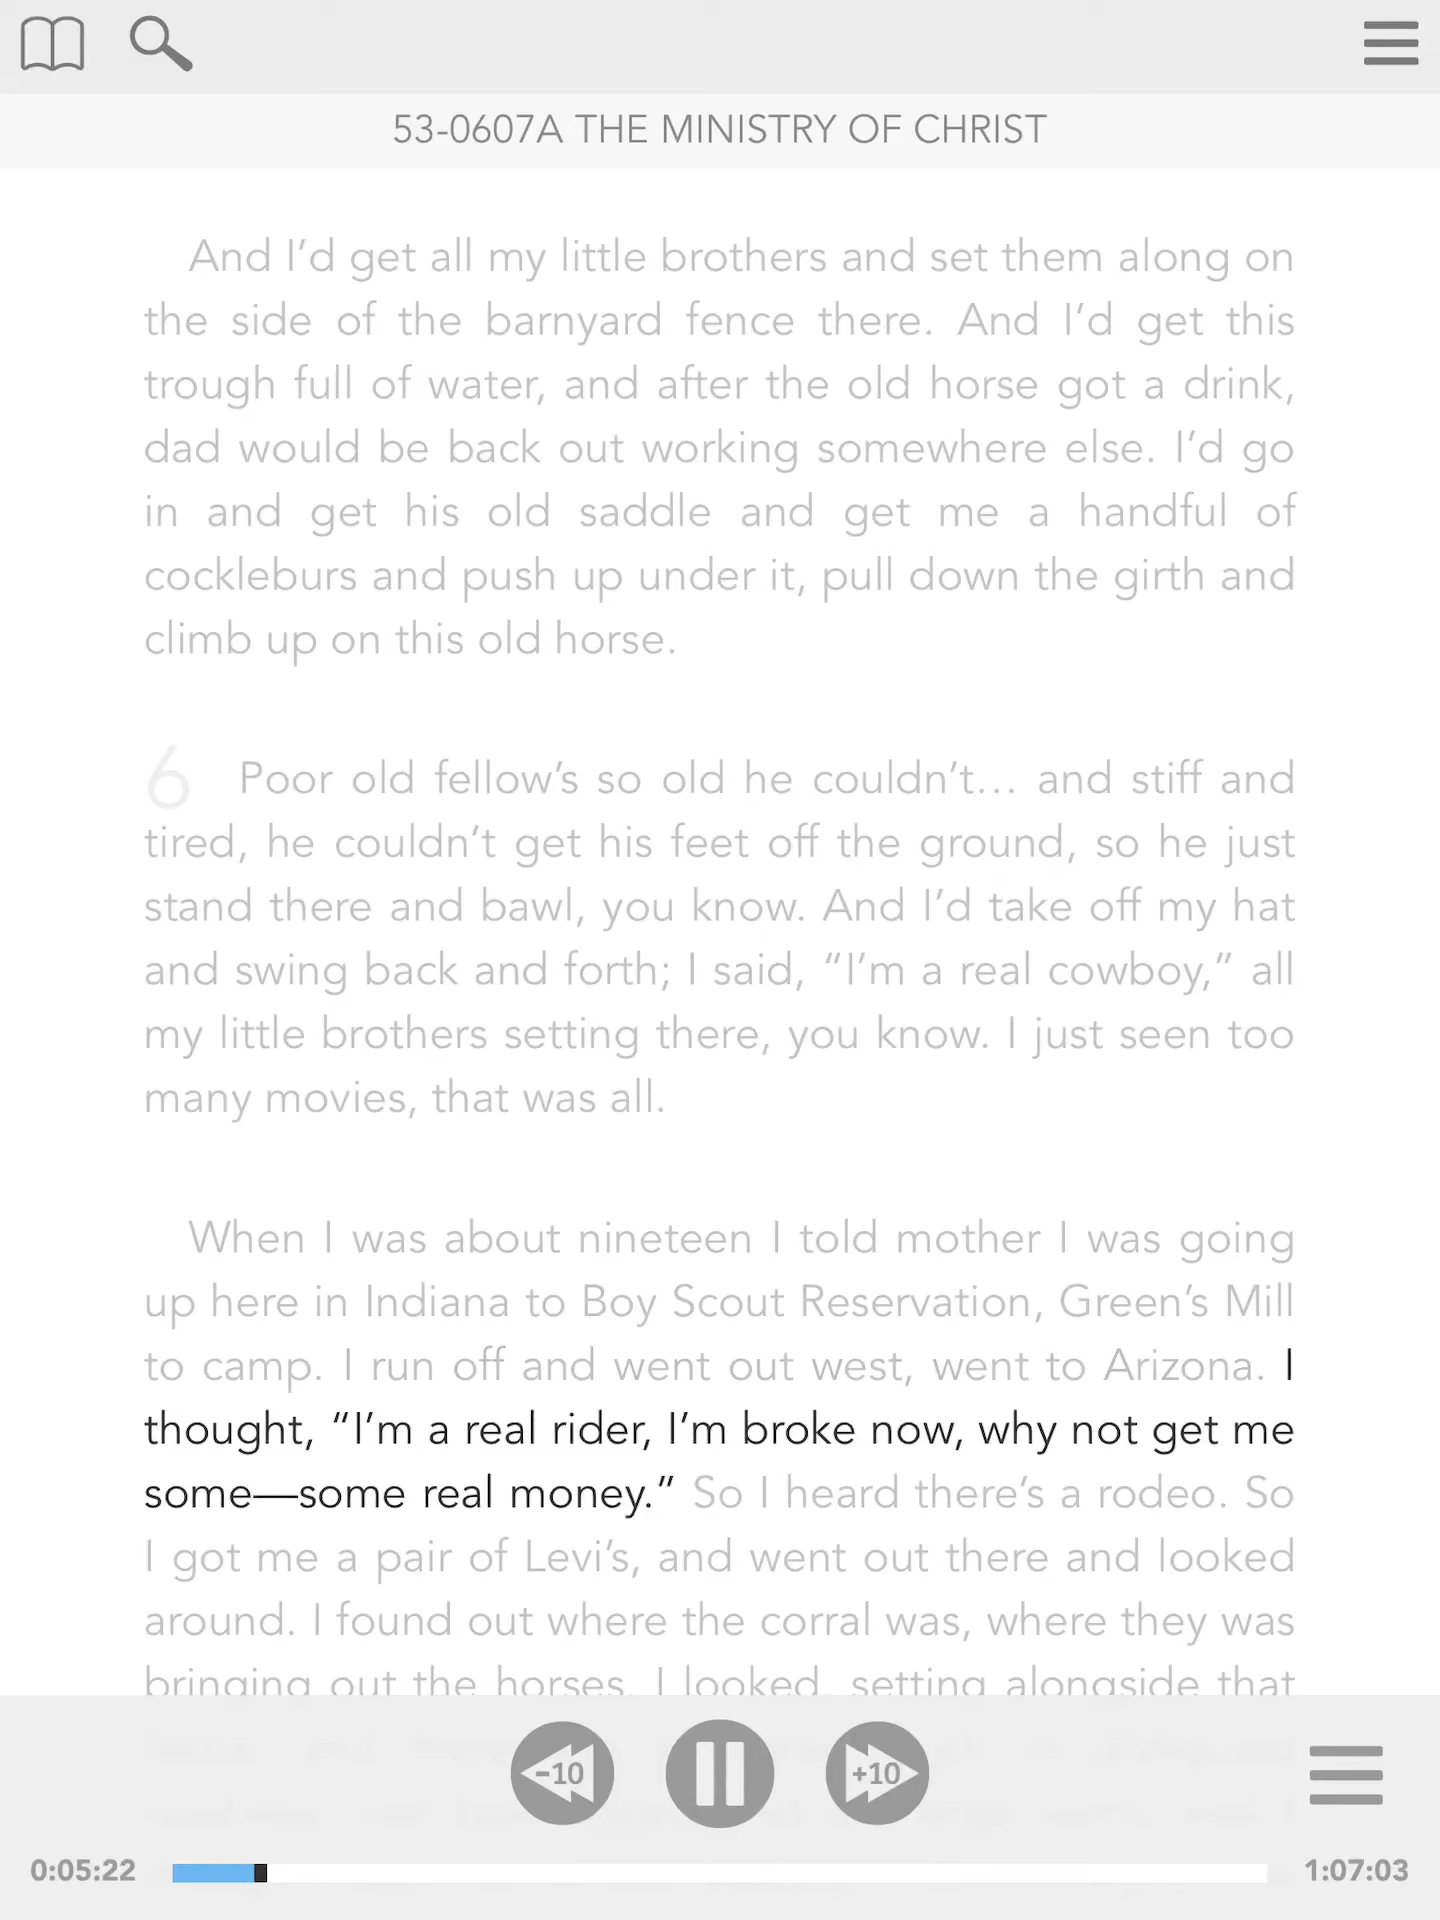 53-0607A THE MINISTRY OF CHRIST
And I’d get all my little brothers and set them along on
the side of the barnyard fence there. And I’d get this
trough full of water, and after the old horse got a drink,
dad would be back out working somewhere else. I’d go
in and get his old saddle and get me a handful of
cockleburs and push up under it, pull down the girth and
climb up on this old horse.
6 Poor old fellow’s so old he couldn’t… and stiff and
tired, he couldn’t get his feet off the ground, so he just
stand there and bawl, you know. And I’d take off my hat
and swing back and forth; I said, “I’m a real cowboy,” all
my little brothers setting there, you know. I just seen too
many movies, that was all.
When I was about nineteen I told mother I was going
up here in Indiana to Boy Scout Reservation, Green’s Mill
to camp. I run off and went out west, went to Arizona. I
thought, “I’m a real rider, I’m broke now, why not get me
some—some real money.” So I heard there’s a rodeo. So
I got me a pair of Levi’s, and went out there and looked
around. I found out where the corral was, where they was
bringing out the horses. I looked, setting alongside that
-10 +10
0:05:22 1:07:03